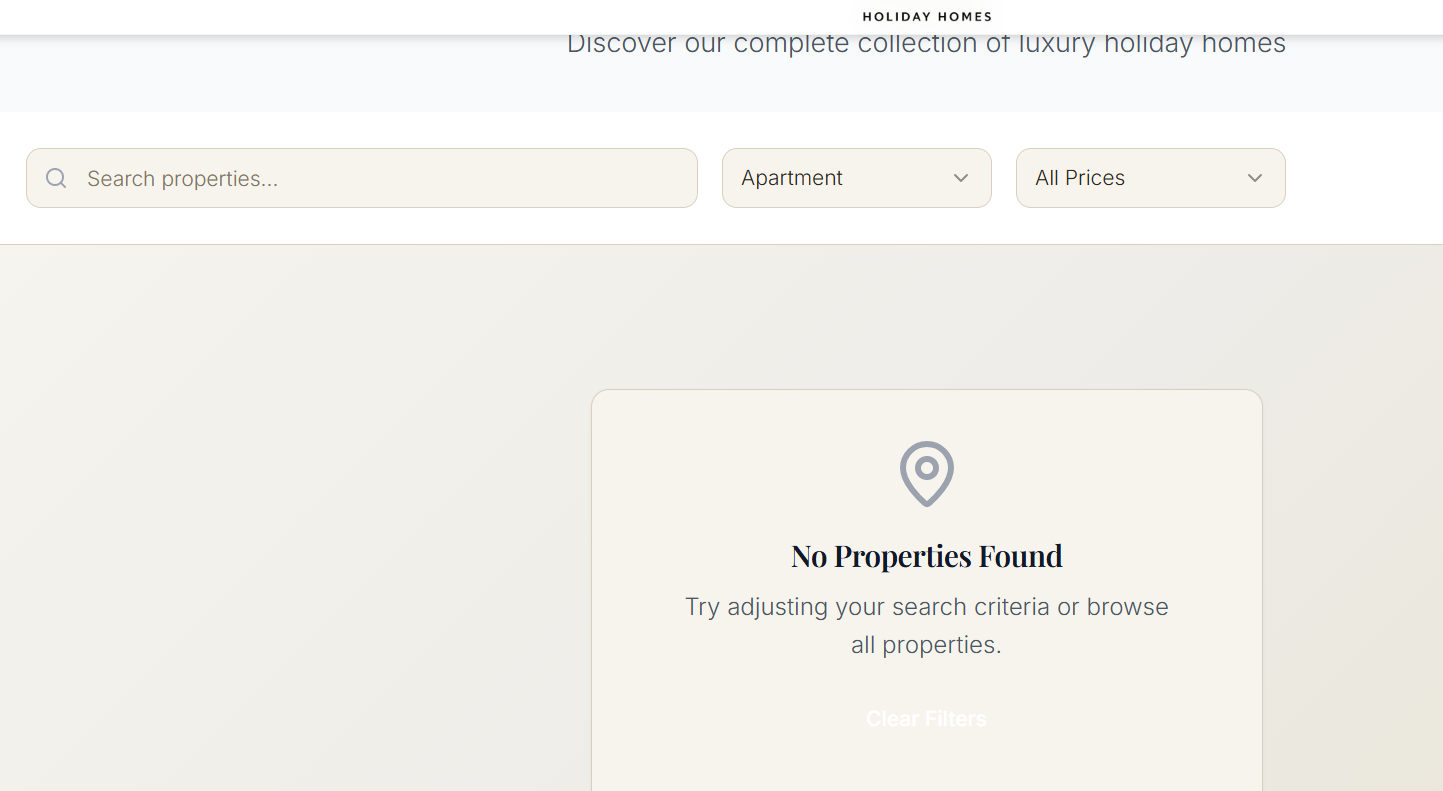 HOLIDAY HOMES
Discover our complete collection of luxury holiday homes
Search properties...
Apartment
All Prices
No Properties Found
Try adjusting your search criteria or browse
all properties.
Clear Filters